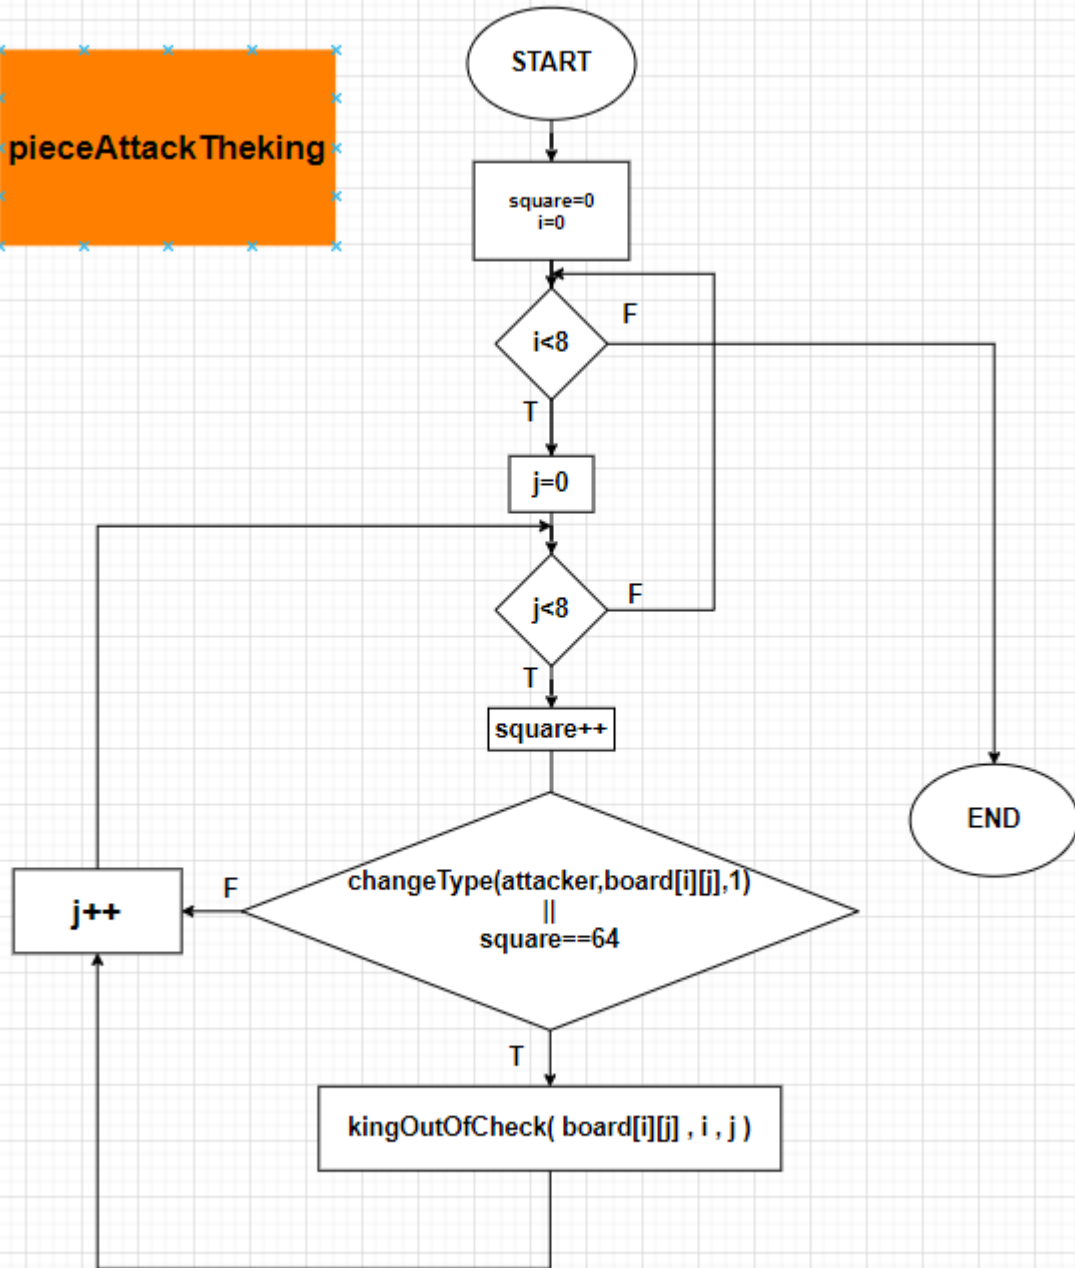 pieceAttackTheking
START
square=0
i=0
i<8
F
T
j=0
j<8
F
T
square++
changeType(attacker,board[i][j],1)
||
square==64
F
j++
T
kingOutOfCheck( board[i][j] , i , j )
END